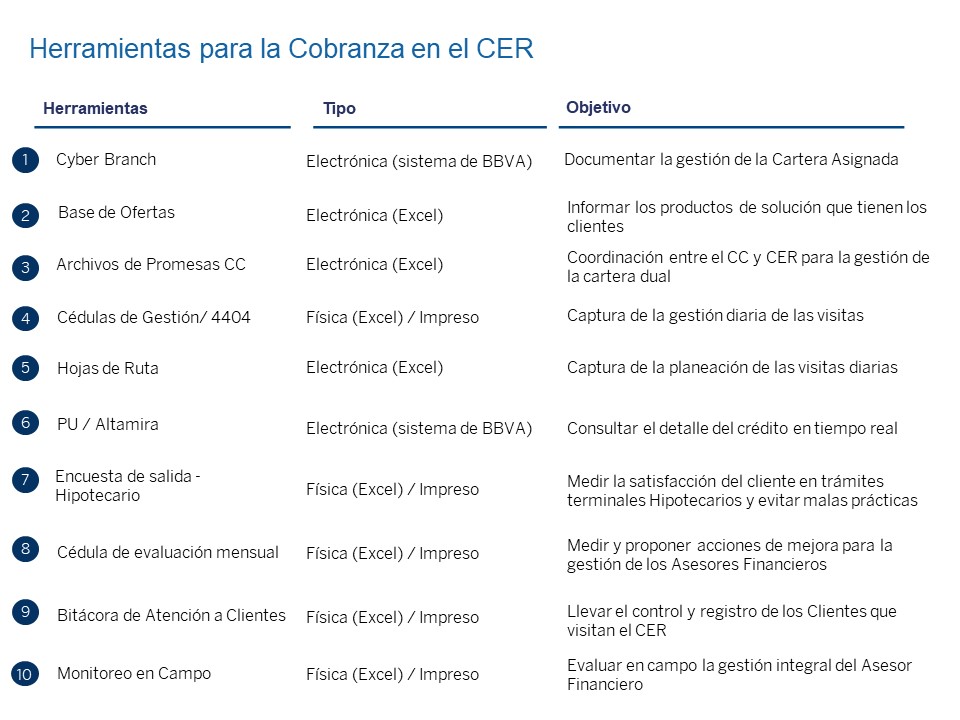 Herramientas para la Cobranza en el CER
Herramientas Tipo Objetivo
1 Cyber Branch Electrónica (sistema de BBVA) Documentar la gestión de la Cartera Asignada
2 Base de Ofertas Electrónica (Excel) Informar los productos de solución que tienen los
clientes
3 Archivos de Promesas CC Electrónica (Excel) Coordinación entre el CC y CER para la gestión de
la cartera dual
4 Cédulas de Gestión/ 4404 Física (Excel) / Impreso Captura de la gestión diaria de las visitas
5 Hojas de Ruta Electrónica (Excel) Captura de la planeación de las visitas diarias
6 PU / Altamira Electrónica (sistema de BBVA) Consultar el detalle del crédito en tiempo real
7 Encuesta de salida -
Hipotecario Física (Excel) / Impreso Medir la satisfacción del cliente en trámites
terminales Hipotecarios y evitar malas prácticas
8 Cédula de evaluación mensual Física (Excel) / Impreso Medir y proponer acciones de mejora para la
gestión de los Asesores Financieros
9 Bitácora de Atención a Clientes Física (Excel) / Impreso Llevar el control y registro de los Clientes que
visitan el CER
10 Monitoreo en Campo Física (Excel) / Impreso Evaluar en campo la gestión integral del Asesor
Financiero